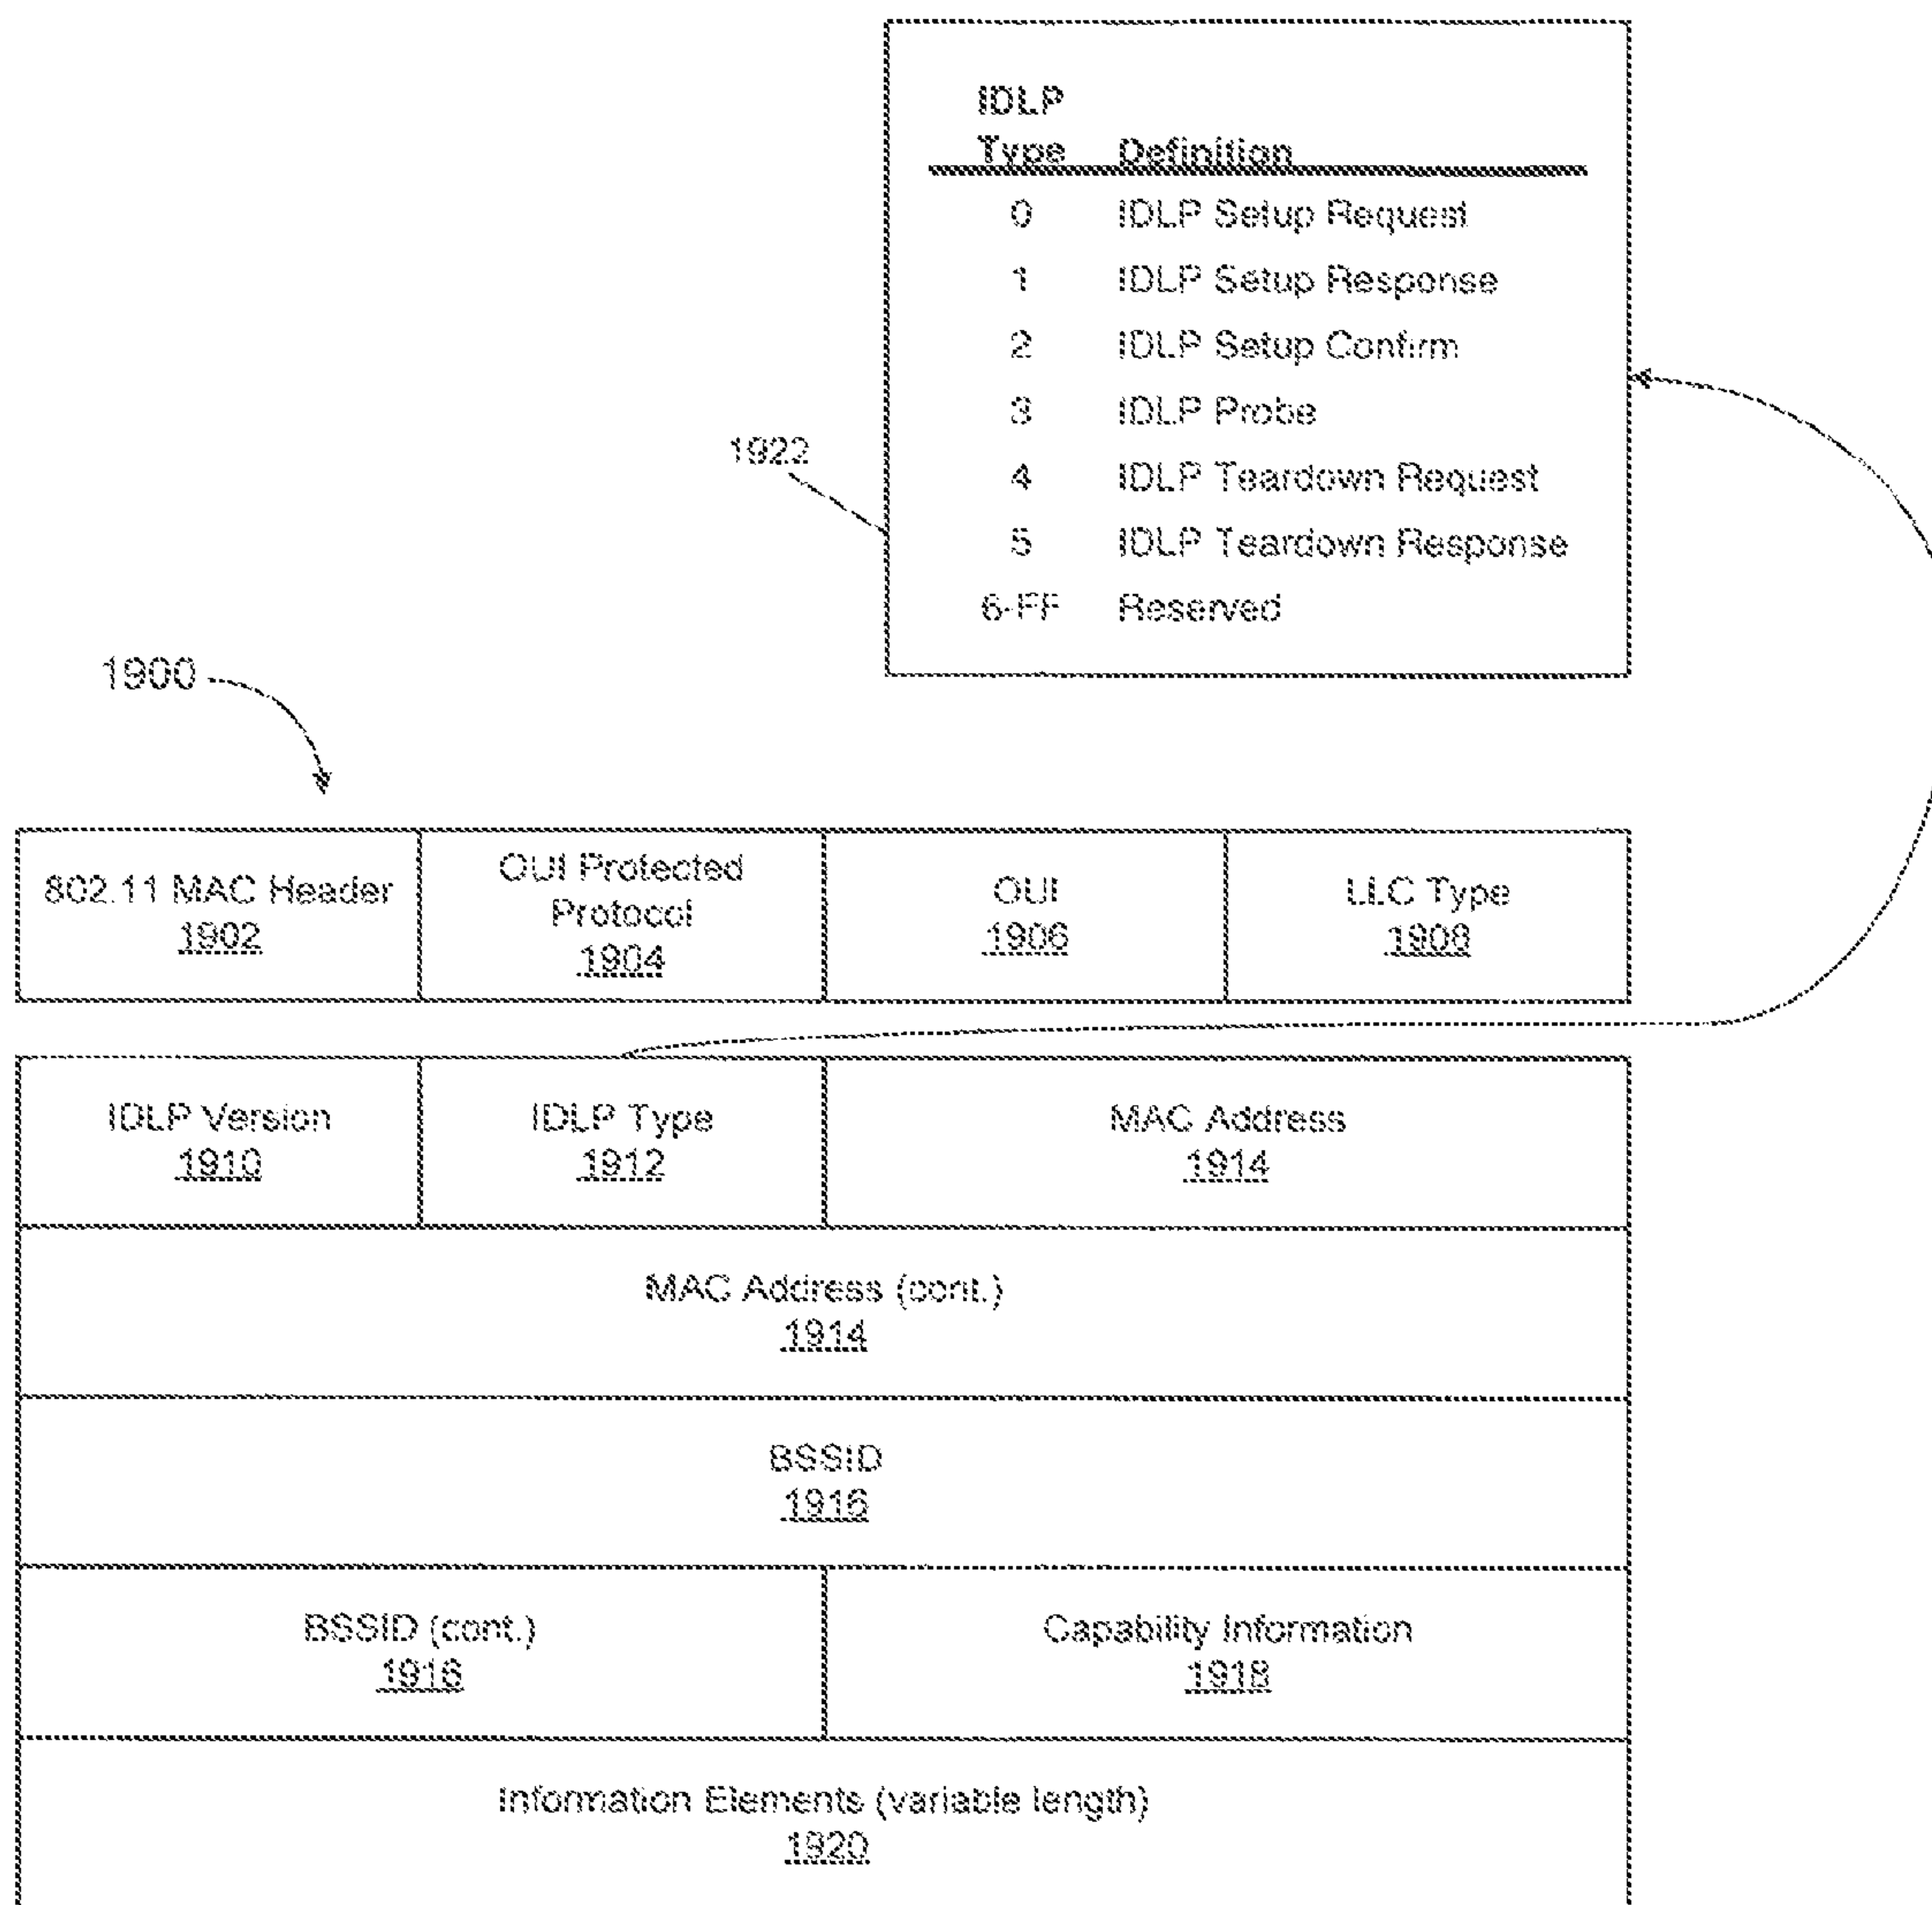 IDLP
Type Definition
0 IDLP Setup Request
1 IDLP Setup Response
2 IDLP Setup Confirm
3 IDLP Probe
4 IDLP Teardown Request
5 IDLP Teardown Response
6-FF Reserved
1922
1900
802.11 MAC Header
1902
OUI Protected
Protocol
1904
OUI
1906
LLC Type
1908
IDLP Version
1910
IDLP Type
1912
MAC Address
1914
MAC Address (cont.)
1914
BSSID
1916
BSSID (cont.)
1916
Capability Information
1918
Information Elements (variable length)
1920